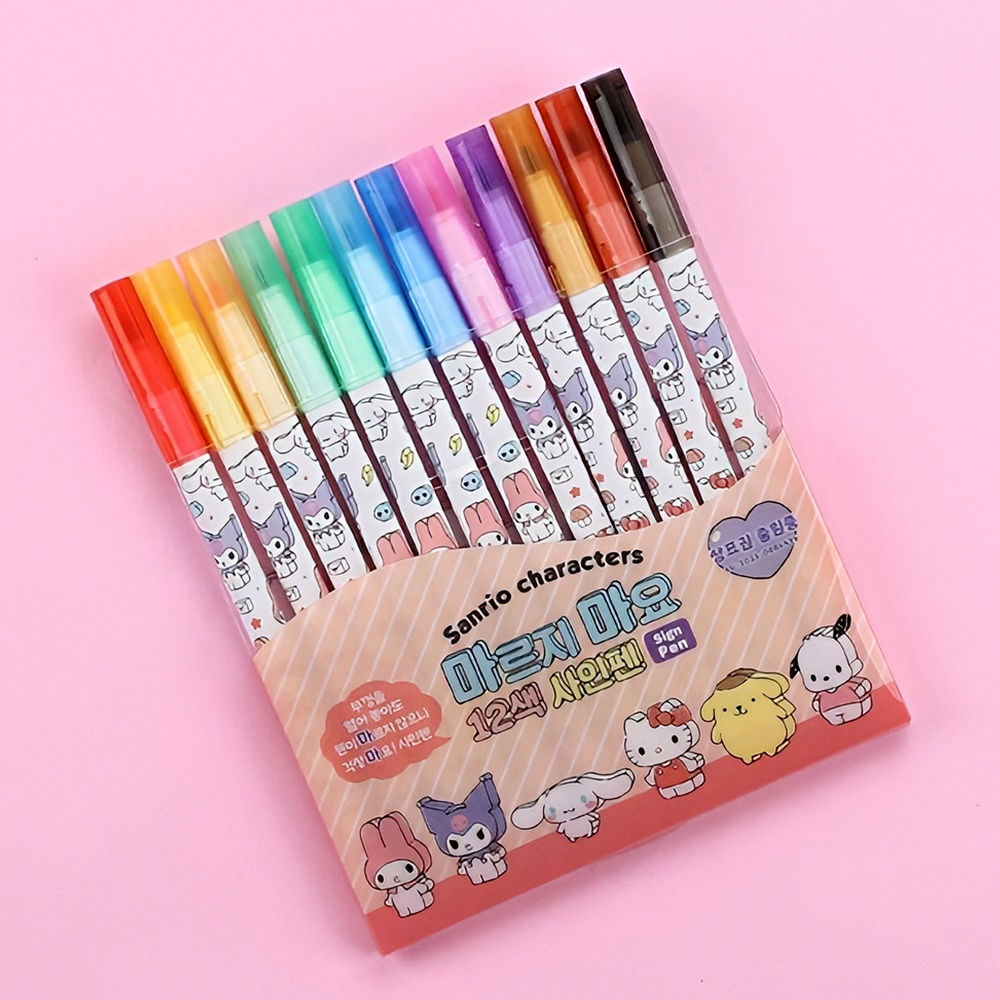 Sanrio characters
마르지 마요
12색 사인펜
Sign
Pen
뚜껑을
열어 놓아도
펜이 마르지 않으니
걱정 마요! 사인펜